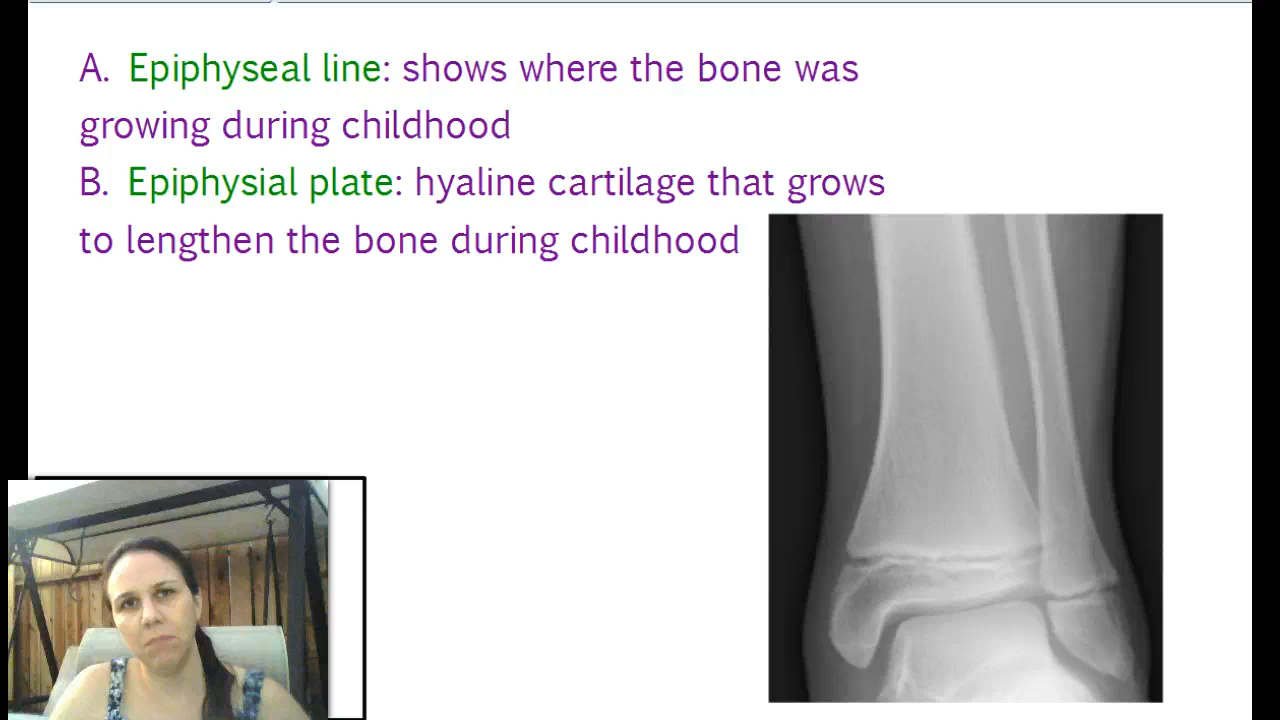 A. Epiphyseal line: shows where the bone was
growing during childhood
B. Epiphysial plate: hyaline cartilage that grows
to lengthen the bone during childhood